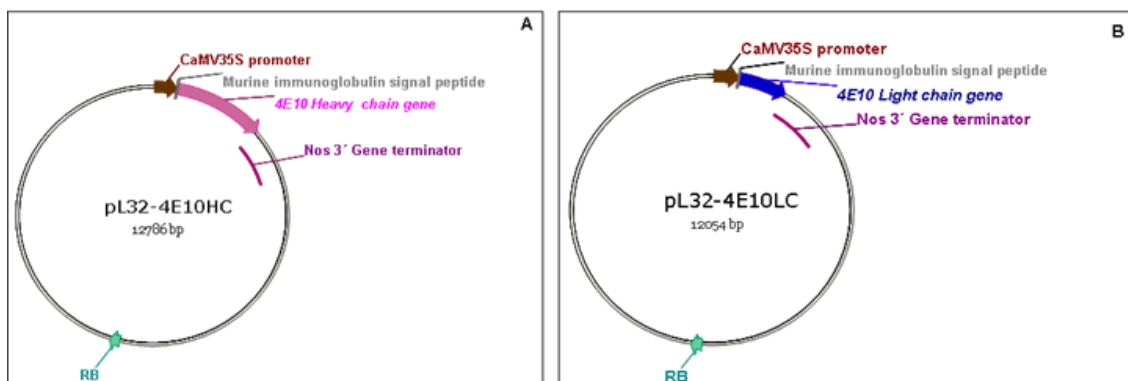 A
CaMV35S promoter
Murine immunoglobulin signal peptide
4E10 Heavy chain gene
Nos 3´ Gene terminator
pL32-4E10HC
12786 bp
RB
B
CaMV35S promoter
Murine immunoglobulin signal peptide
4E10 Light chain gene
Nos 3´ Gene terminator
pL32-4E10LC
12054 bp
RB